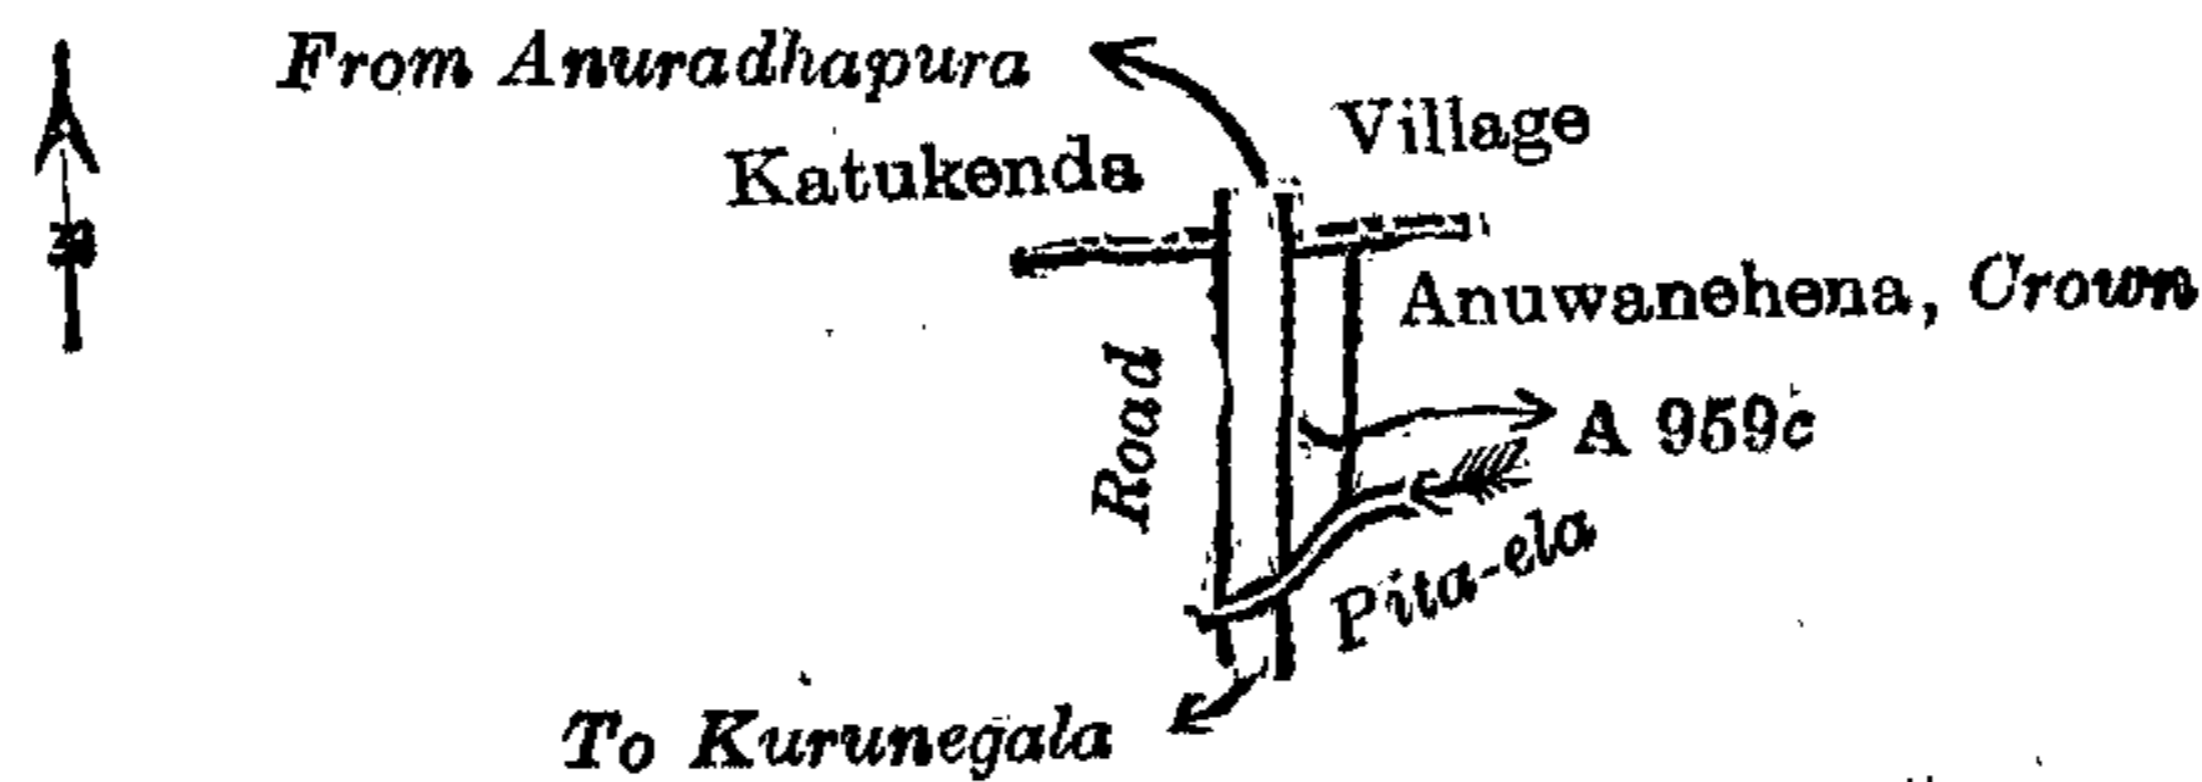 From Anuradhapura
Katukenda Village
N
Anuwanehena, Crown
Road
A 959c
Pita-ela
To Kurunegala